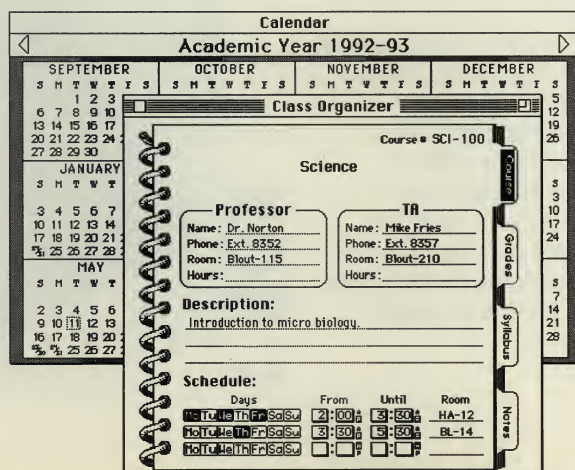 Calendar
Academic Year 1992-93
SEPTEMBER OCTOBER NOVEMBER DECEMBER
S M T W T F S S M T W T F S S M T W T F S S M T W T F S
1 2 3 5
6 7 8 9 10 12
13 14 15 16 17 19
20 21 22 23 24 26
27 28 29 30
JANUARY
S M T W T S
3 4 5 6 7 3
10 11 12 13 14 10
17 18 19 20 21 17
25 26 27 28 24
MAY
S M T W T S
2 3 4 5 6 7
9 10 11 12 13 14
16 17 18 19 20 21
25 26 27 28
Class Organizer
Course # SCI-100
Science
Professor
Name: Dr. Norton
Phone: Ext. 8352
Room: Blout-115
Hours:
TA
Name: Mike Fries
Phone: Ext. 8357
Room: Blout-210
Hours:
Description:
Introduction to micro biology.
Schedule:
Days From Until Room
Mo Tu We Th Fr Sa Su 2:00 3:30 HA-12
Mo Tu We Th Fr Sa Su 3:30 5:30 BL-14
Mo Tu We Th Fr Sa Su : :
Course
Grades
Syllabus
Notes